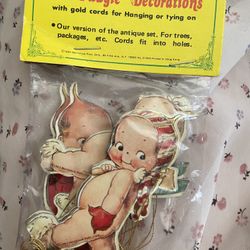 Decorations
with gold cords for Hanging or tying on
• Our version of the antique set. For trees,
packages, etc. Cords fit into holes.